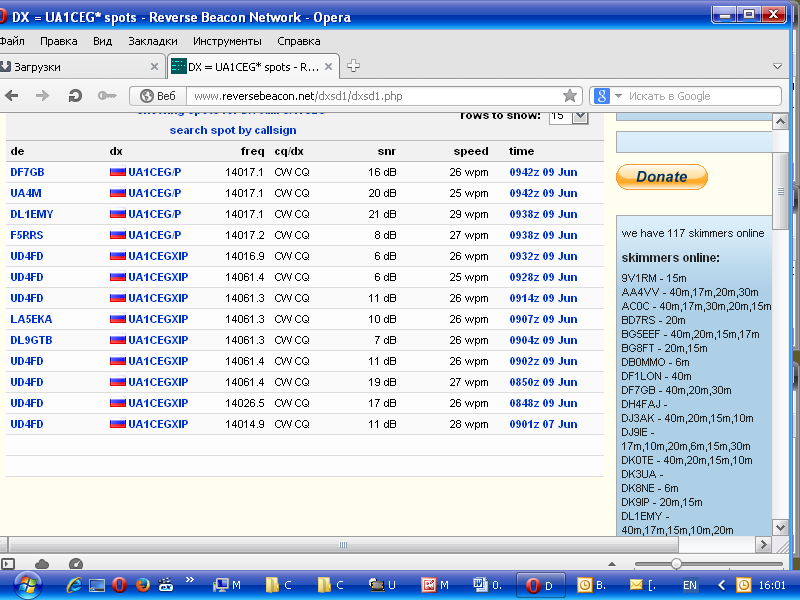 DX = UA1CEG* spots - Reverse Beacon Network - Opera
Файл Правка Вид Закладки Инструменты Справка
Загрузки DX = UA1CEG* spots - R...
Веб www.reversebeacon.net/dxsd1/dxsd1.php Искать в Google
rows to show: 15
search spot by callsign
de dx freq cq/dx snr speed time
DF7GB UA1CEG/P 14017.1 CW CQ 16 dB 26 wpm 0942z 09 Jun
UA4M UA1CEG/P 14017.1 CW CQ 20 dB 25 wpm 0942z 09 Jun
DL1EMY UA1CEG/P 14017.1 CW CQ 21 dB 29 wpm 0938z 09 Jun
F5RRS UA1CEG/P 14017.2 CW CQ 8 dB 27 wpm 0938z 09 Jun
UD4FD UA1CEGXIP 14016.9 CW CQ 6 dB 26 wpm 0932z 09 Jun
UD4FD UA1CEGXIP 14061.4 CW CQ 6 dB 25 wpm 0928z 09 Jun
UD4FD UA1CEGXIP 14061.3 CW CQ 11 dB 26 wpm 0914z 09 Jun
LA5EKA UA1CEGXIP 14061.3 CW CQ 10 dB 26 wpm 0907z 09 Jun
DL9GTB UA1CEGXIP 14061.3 CW CQ 7 dB 26 wpm 0904z 09 Jun
UD4FD UA1CEGXIP 14061.4 CW CQ 11 dB 26 wpm 0902z 09 Jun
UD4FD UA1CEGXIP 14061.4 CW CQ 19 dB 27 wpm 0850z 09 Jun
UD4FD UA1CEGXIP 14026.5 CW CQ 17 dB 26 wpm 0848z 09 Jun
UD4FD UA1CEGXIP 14014.9 CW CQ 11 dB 28 wpm 0901z 07 Jun
Donate
we have 117 skimmers online
skimmers online:
9V1RM - 15m
AA4VV - 40m,17m,20m,30m
AC0C - 40m,17m,30m,20m,15m
BD7RS - 20m
BG5EEF - 40m,20m,15m,17m
BG8FT - 20m,15m
DB0MMO - 6m
DF1LON - 40m
DF7GB - 40m,20m,30m
DH4FAJ -
DJ3AK - 40m,20m,15m,10m
DJ9IE -
17m,10m,20m,6m,15m,30m
DK0TE - 40m,20m,15m,10m
DK3UA -
DK8NE - 6m
DK9IP - 20m,15m
DL1EMY -
40m,17m,15m,10m,20m
M C C U M 0. D B. [. EN 16:01